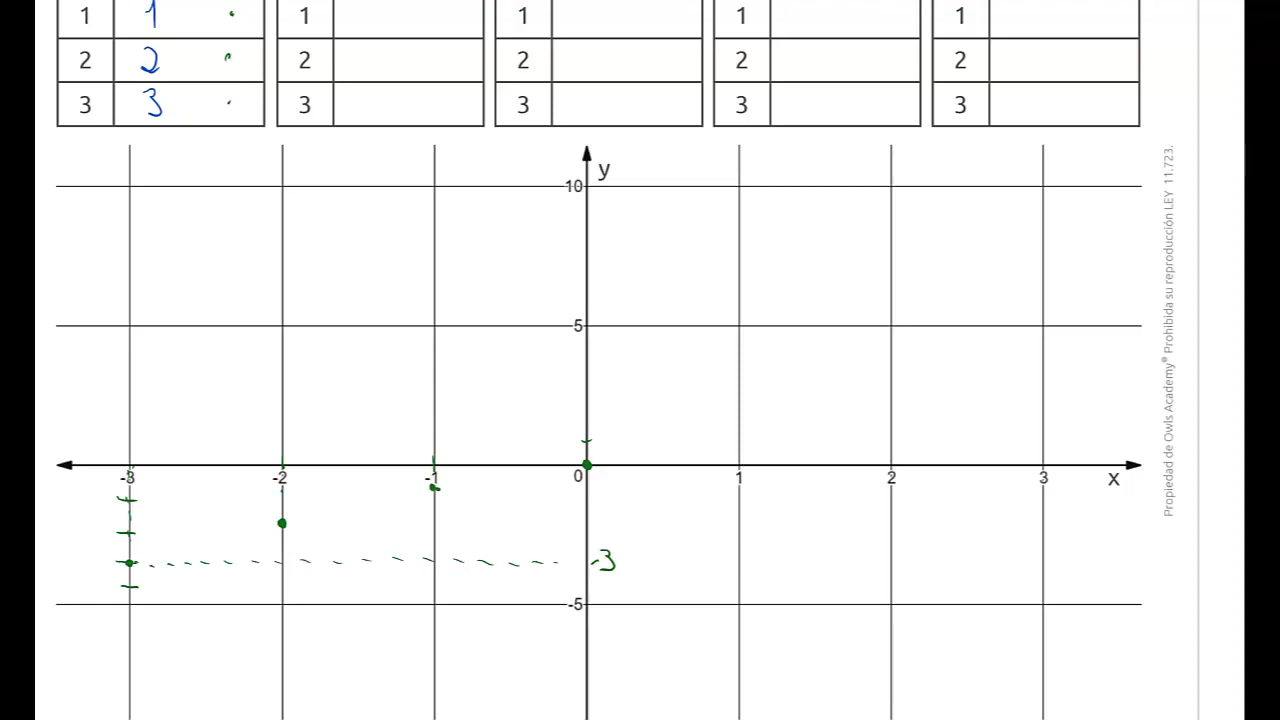 1 1 1 1 1 1
2 2 2 2 2 2
3 3 3 3 3 3
y
10
5
-3 -2 -1 0 1 2 3 x
-3
-5
Propiedad de Owls Academy® Prohibida su reproducción LEY 11.723.